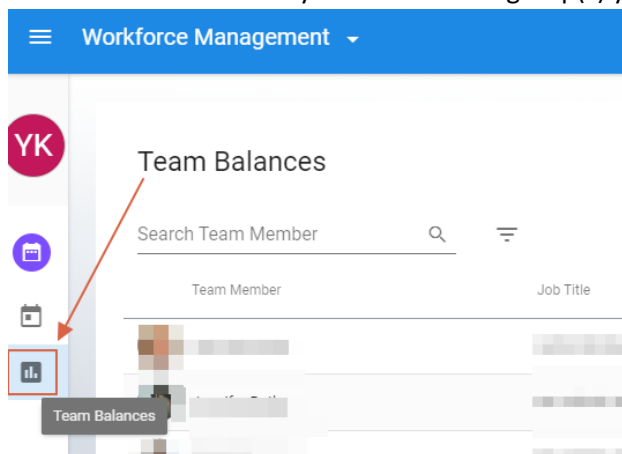 Workforce Management
YK
Team Balances
Search Team Member
Team Member
Job Title
Team Balances